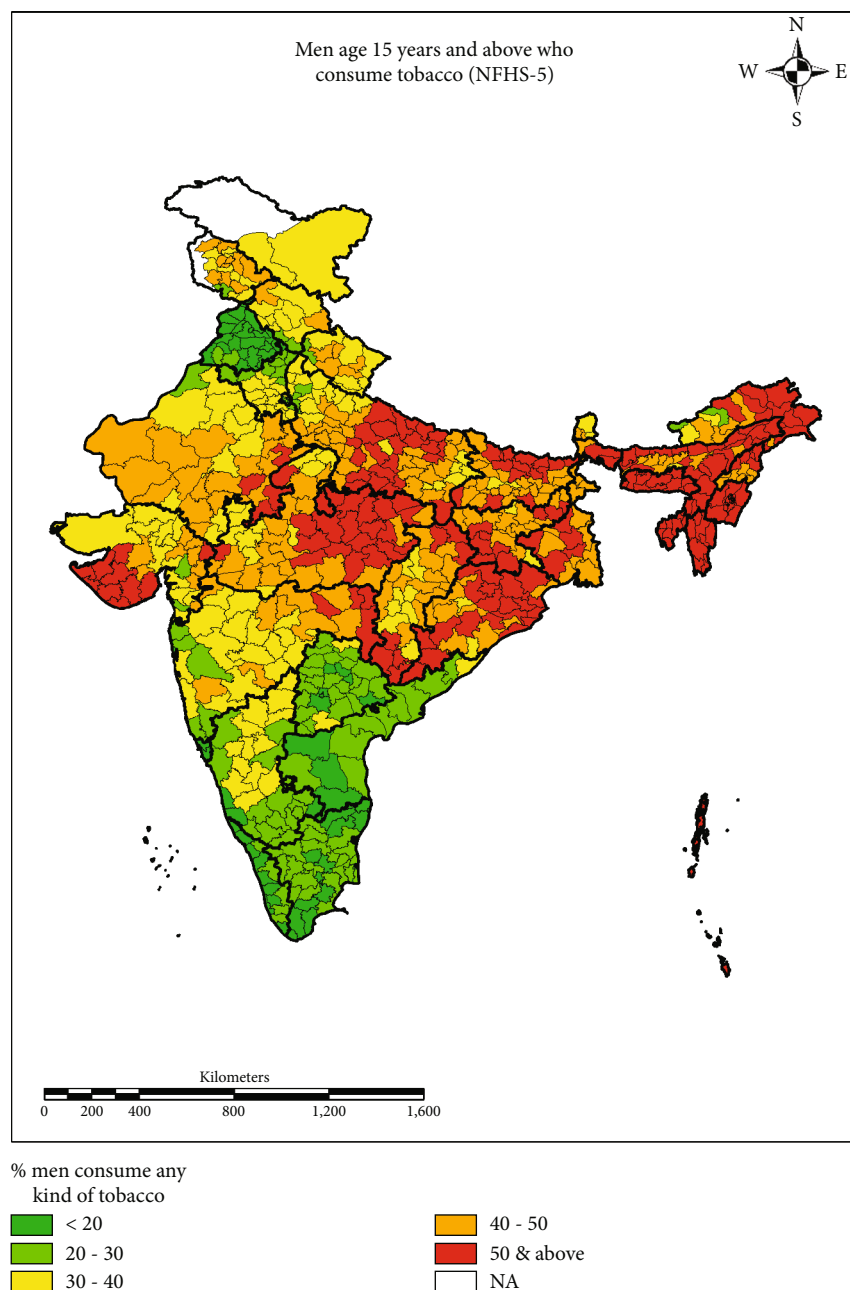 Men age 15 years and above who
consume tobacco (NFHS-5)
N
W
E
S
Kilometers
0 200 400 800 1,200 1,600
% men consume any
kind of tobacco
< 20
20 - 30
30 - 40
40 - 50
50 & above
NA